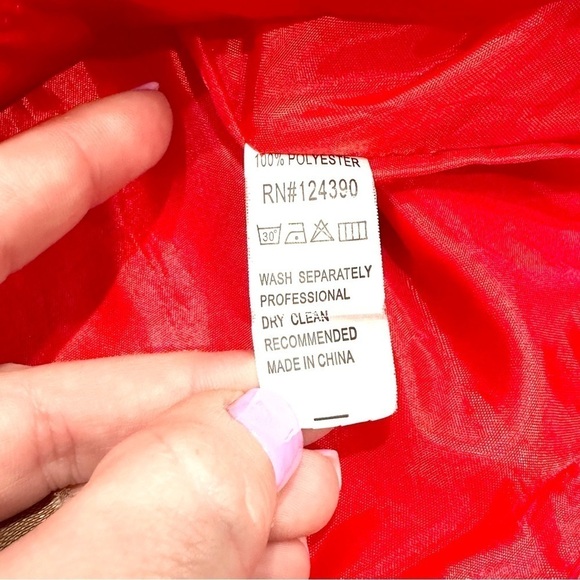 100% POLYESTER
RN#124390
30°
WASH SEPARATELY
PROFESSIONAL
DRY CLEAN
RECOMMENDED
MADE IN CHINA